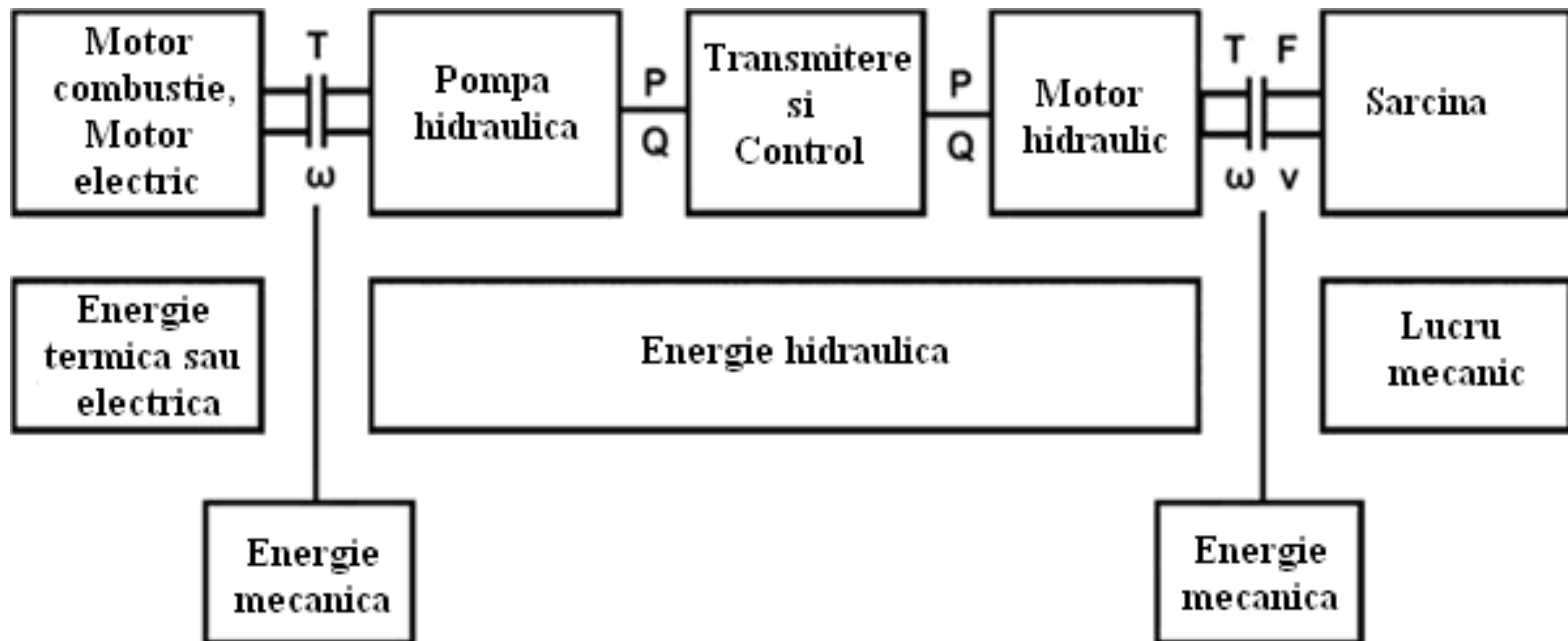 Motor
combustie,
Motor
electric
T
ω
Pompa
hidraulica
P
Q
Transmitere
si
Control
P
Q
Motor
hidraulic
T F
ω v
Sarcina
Energie
termica sau
electrica
Energie hidraulica
Lucru
mecanic
Energie
mecanica
Energie
mecanica